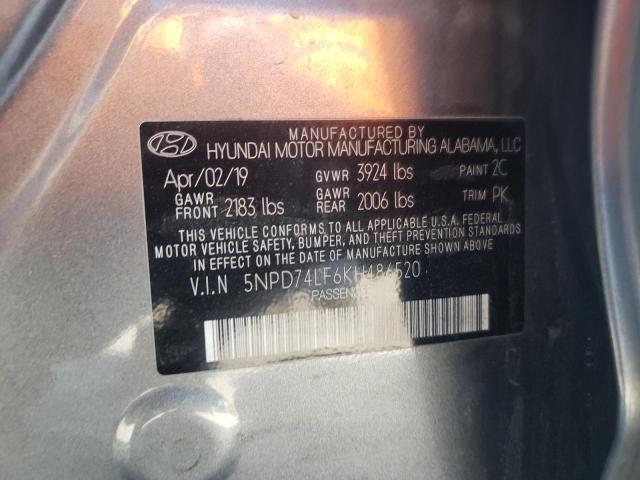 MANUFACTURED BY
HYUNDAI MOTOR MANUFACTURING ALABAMA, LLC
Apr/02/19 GVWR 3924 lbs PAINT 2C
GAWR FRONT 2183 lbs GAWR REAR 2006 lbs TRIM PK
THIS VEHICLE CONFORMS TO ALL APPLICABLE U.S.A. FEDERAL
MOTOR VEHICLE SAFETY, BUMPER, AND THEFT PREVENTION STANDARDS
IN EFFECT ON THE DATE OF MANUFACTURE SHOWN ABOVE.
V.I.N 5NPD74LF6KH486520